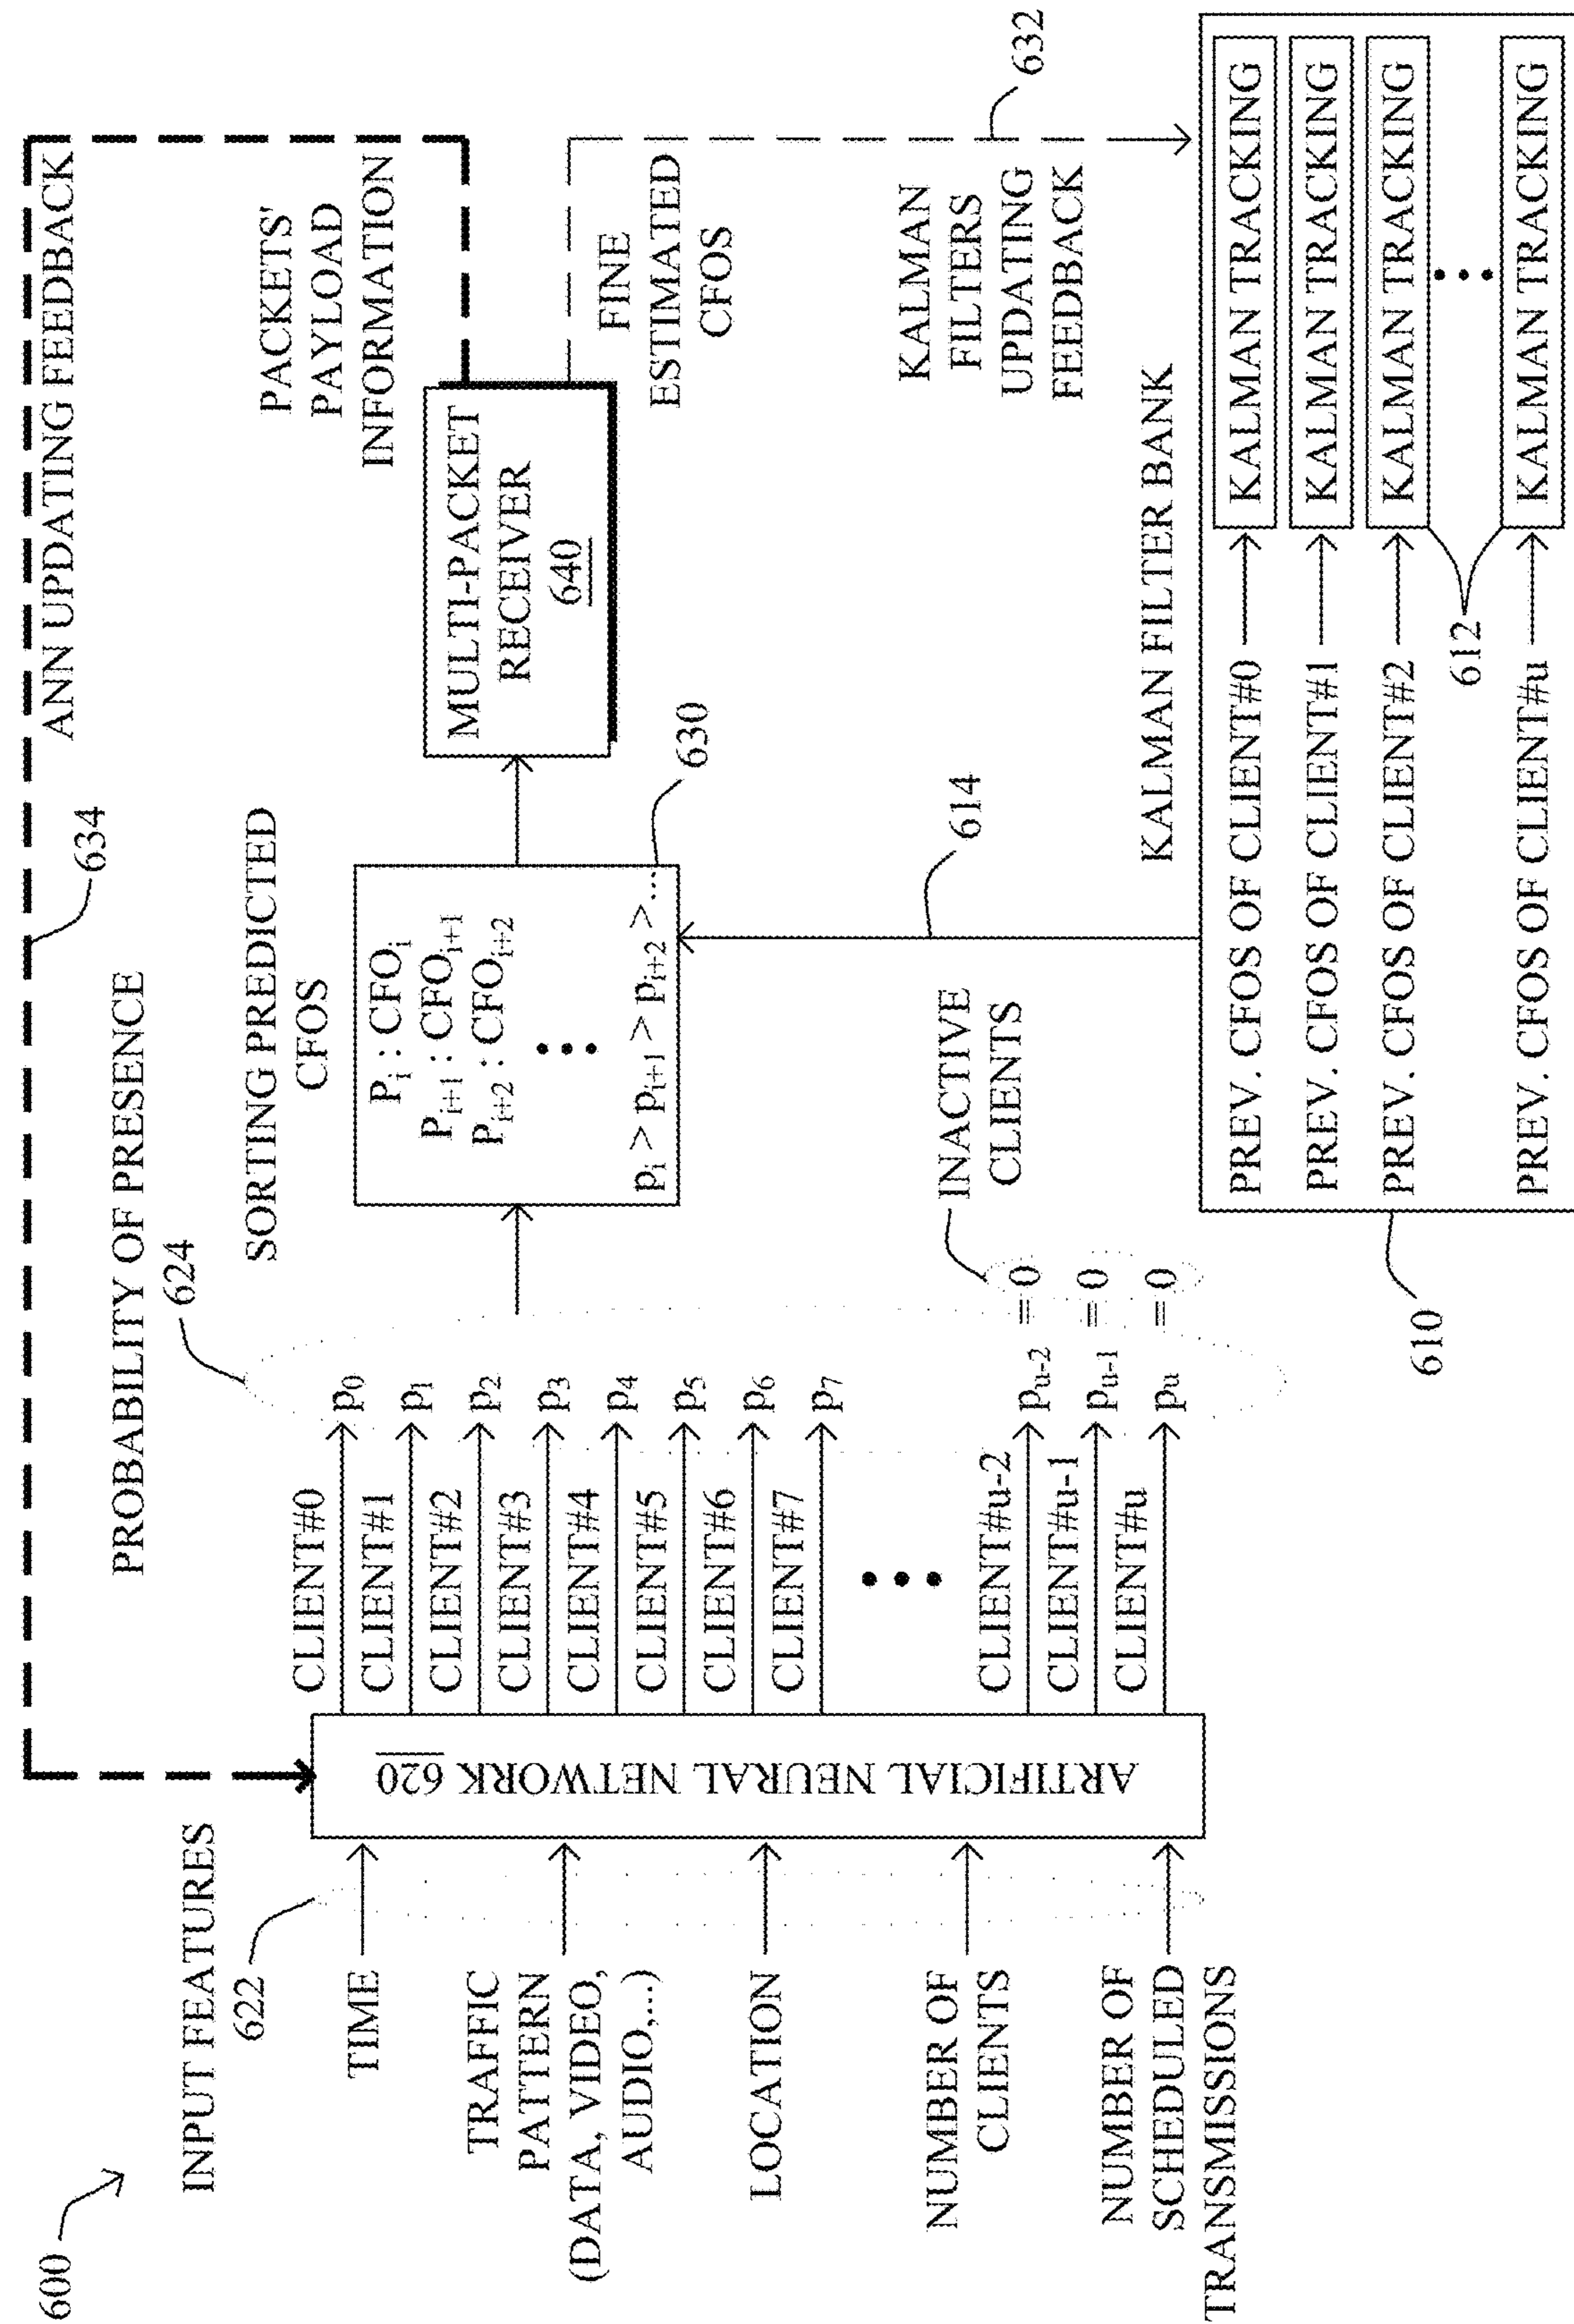 600
INPUT FEATURES
622
TIME
TRAFFIC
PATTERN
(DATA, VIDEO,
AUDIO,...)
LOCATION
NUMBER OF
CLIENTS
NUMBER OF
SCHEDULED
TRANSMISSIONS
ARTIFICIAL NEURAL NETWORK 620
634
ANN UPDATING FEEDBACK
PROBABILITY OF PRESENCE
624
CLIENT#0 p0
CLIENT#1 p1
CLIENT#2 p2
CLIENT#3 p3
CLIENT#4 p4
CLIENT#5 p5
CLIENT#6 p6
CLIENT#7 p7
CLIENT#u-2 pu-2 = 0
CLIENT#u-1 pu-1 = 0
CLIENT#u pu = 0
INACTIVE
CLIENTS
SORTING PREDICTED
CFOS
Pi : CFOi
Pi+1 : CFOi+1
Pi+2 : CFOi+2
pi > pi+1 > pi+2 >...
630
614
MULTI-PACKET
RECEIVER
640
PACKETS'
PAYLOAD
INFORMATION
FINE
ESTIMATED
CFOS
KALMAN
FILTERS
UPDATING
FEEDBACK
632
KALMAN FILTER BANK
610
PREV. CFOS OF CLIENT#0 KALMAN TRACKING
PREV. CFOS OF CLIENT#1 KALMAN TRACKING
PREV. CFOS OF CLIENT#2 KALMAN TRACKING
612
PREV. CFOS OF CLIENT#u KALMAN TRACKING